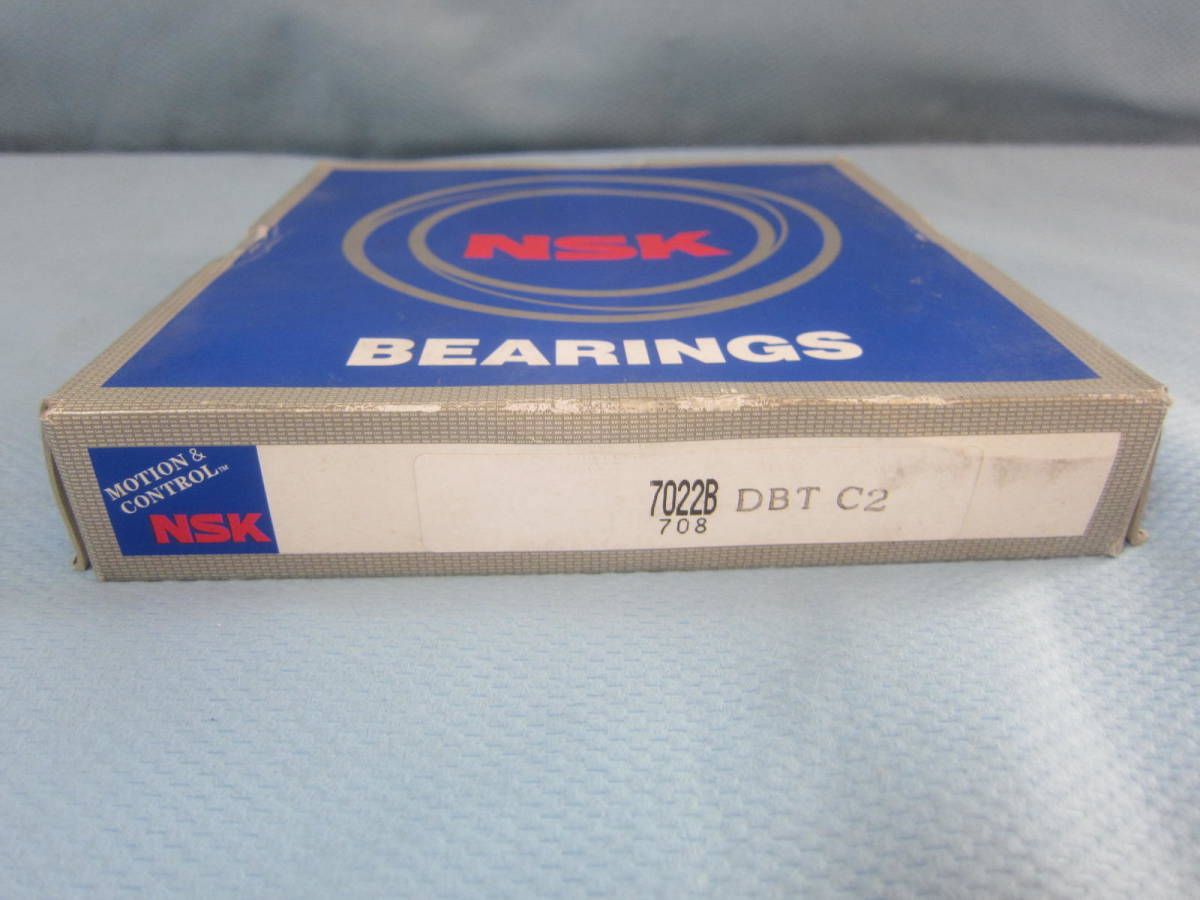 NSK
BEARINGS
MOTION &
CONTROL™
NSK
7022B DBT C2
708